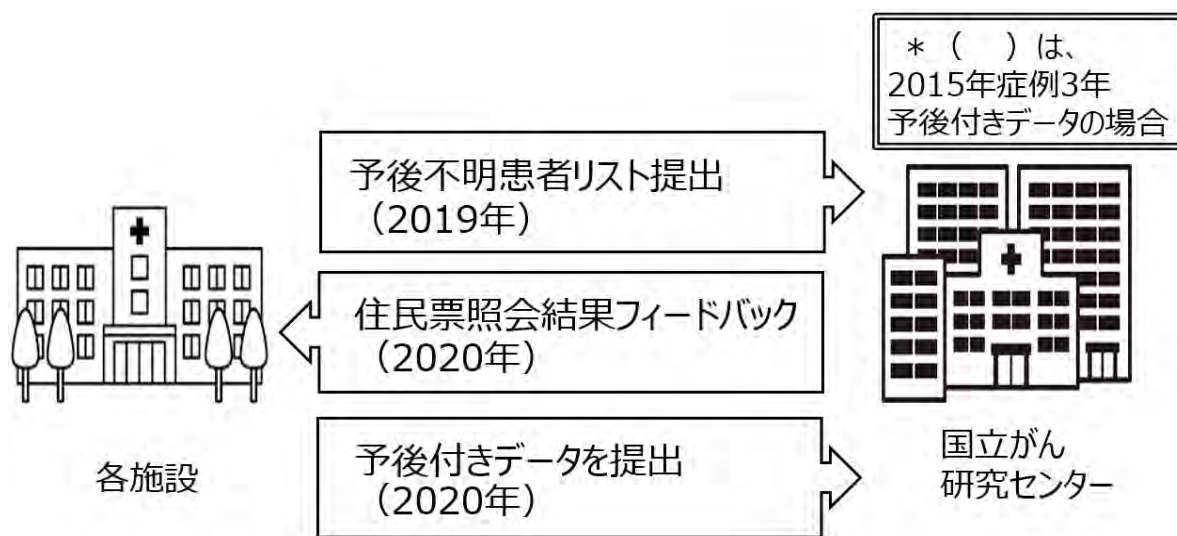 ＊（　）は、
2015年症例3年
予後付きデータの場合
予後不明患者リスト提出
（2019年）
住民票照会結果フィードバック
（2020年）
予後付きデータを提出
（2020年）
各施設
国立がん
研究センター